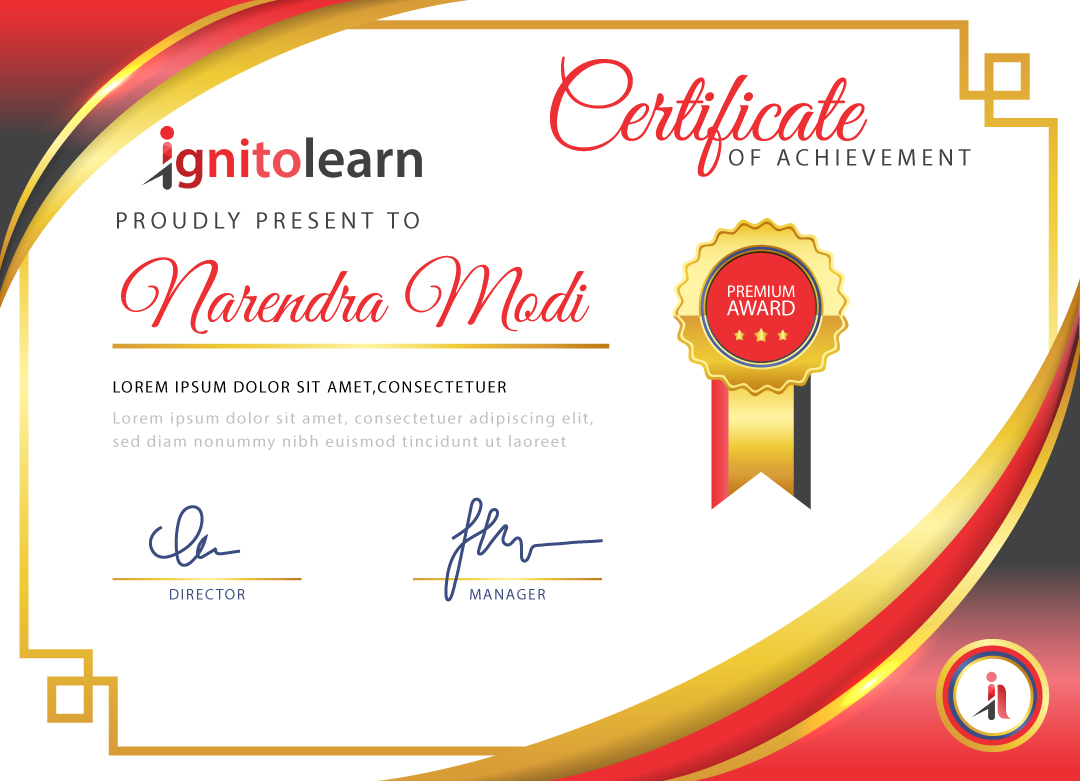 Certificate
OF ACHIEVEMENT
ignitolearn
PROUDLY PRESENT TO
Narendra Modi
PREMIUM
AWARD
LOREM IPSUM DOLOR SIT AMET,CONSECTETUER
Lorem ipsum dolor sit amet, consectetuer adipiscing elit,
sed diam nonummy nibh euismod tincidunt ut laoreet
DIRECTOR
MANAGER
il